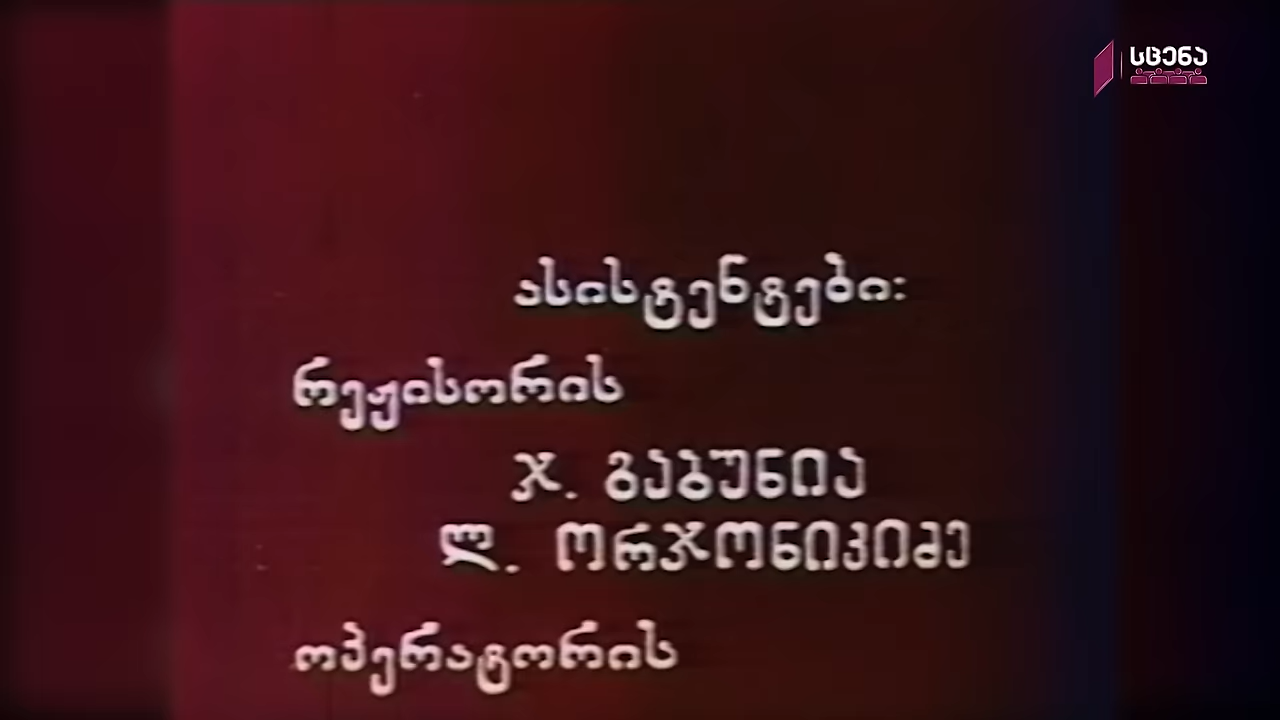 სცენა
ასისტენტები:
რეჟისორის
ჯ. გაბუნია
ლ. ორჯონიკიძე
ოპერატორის